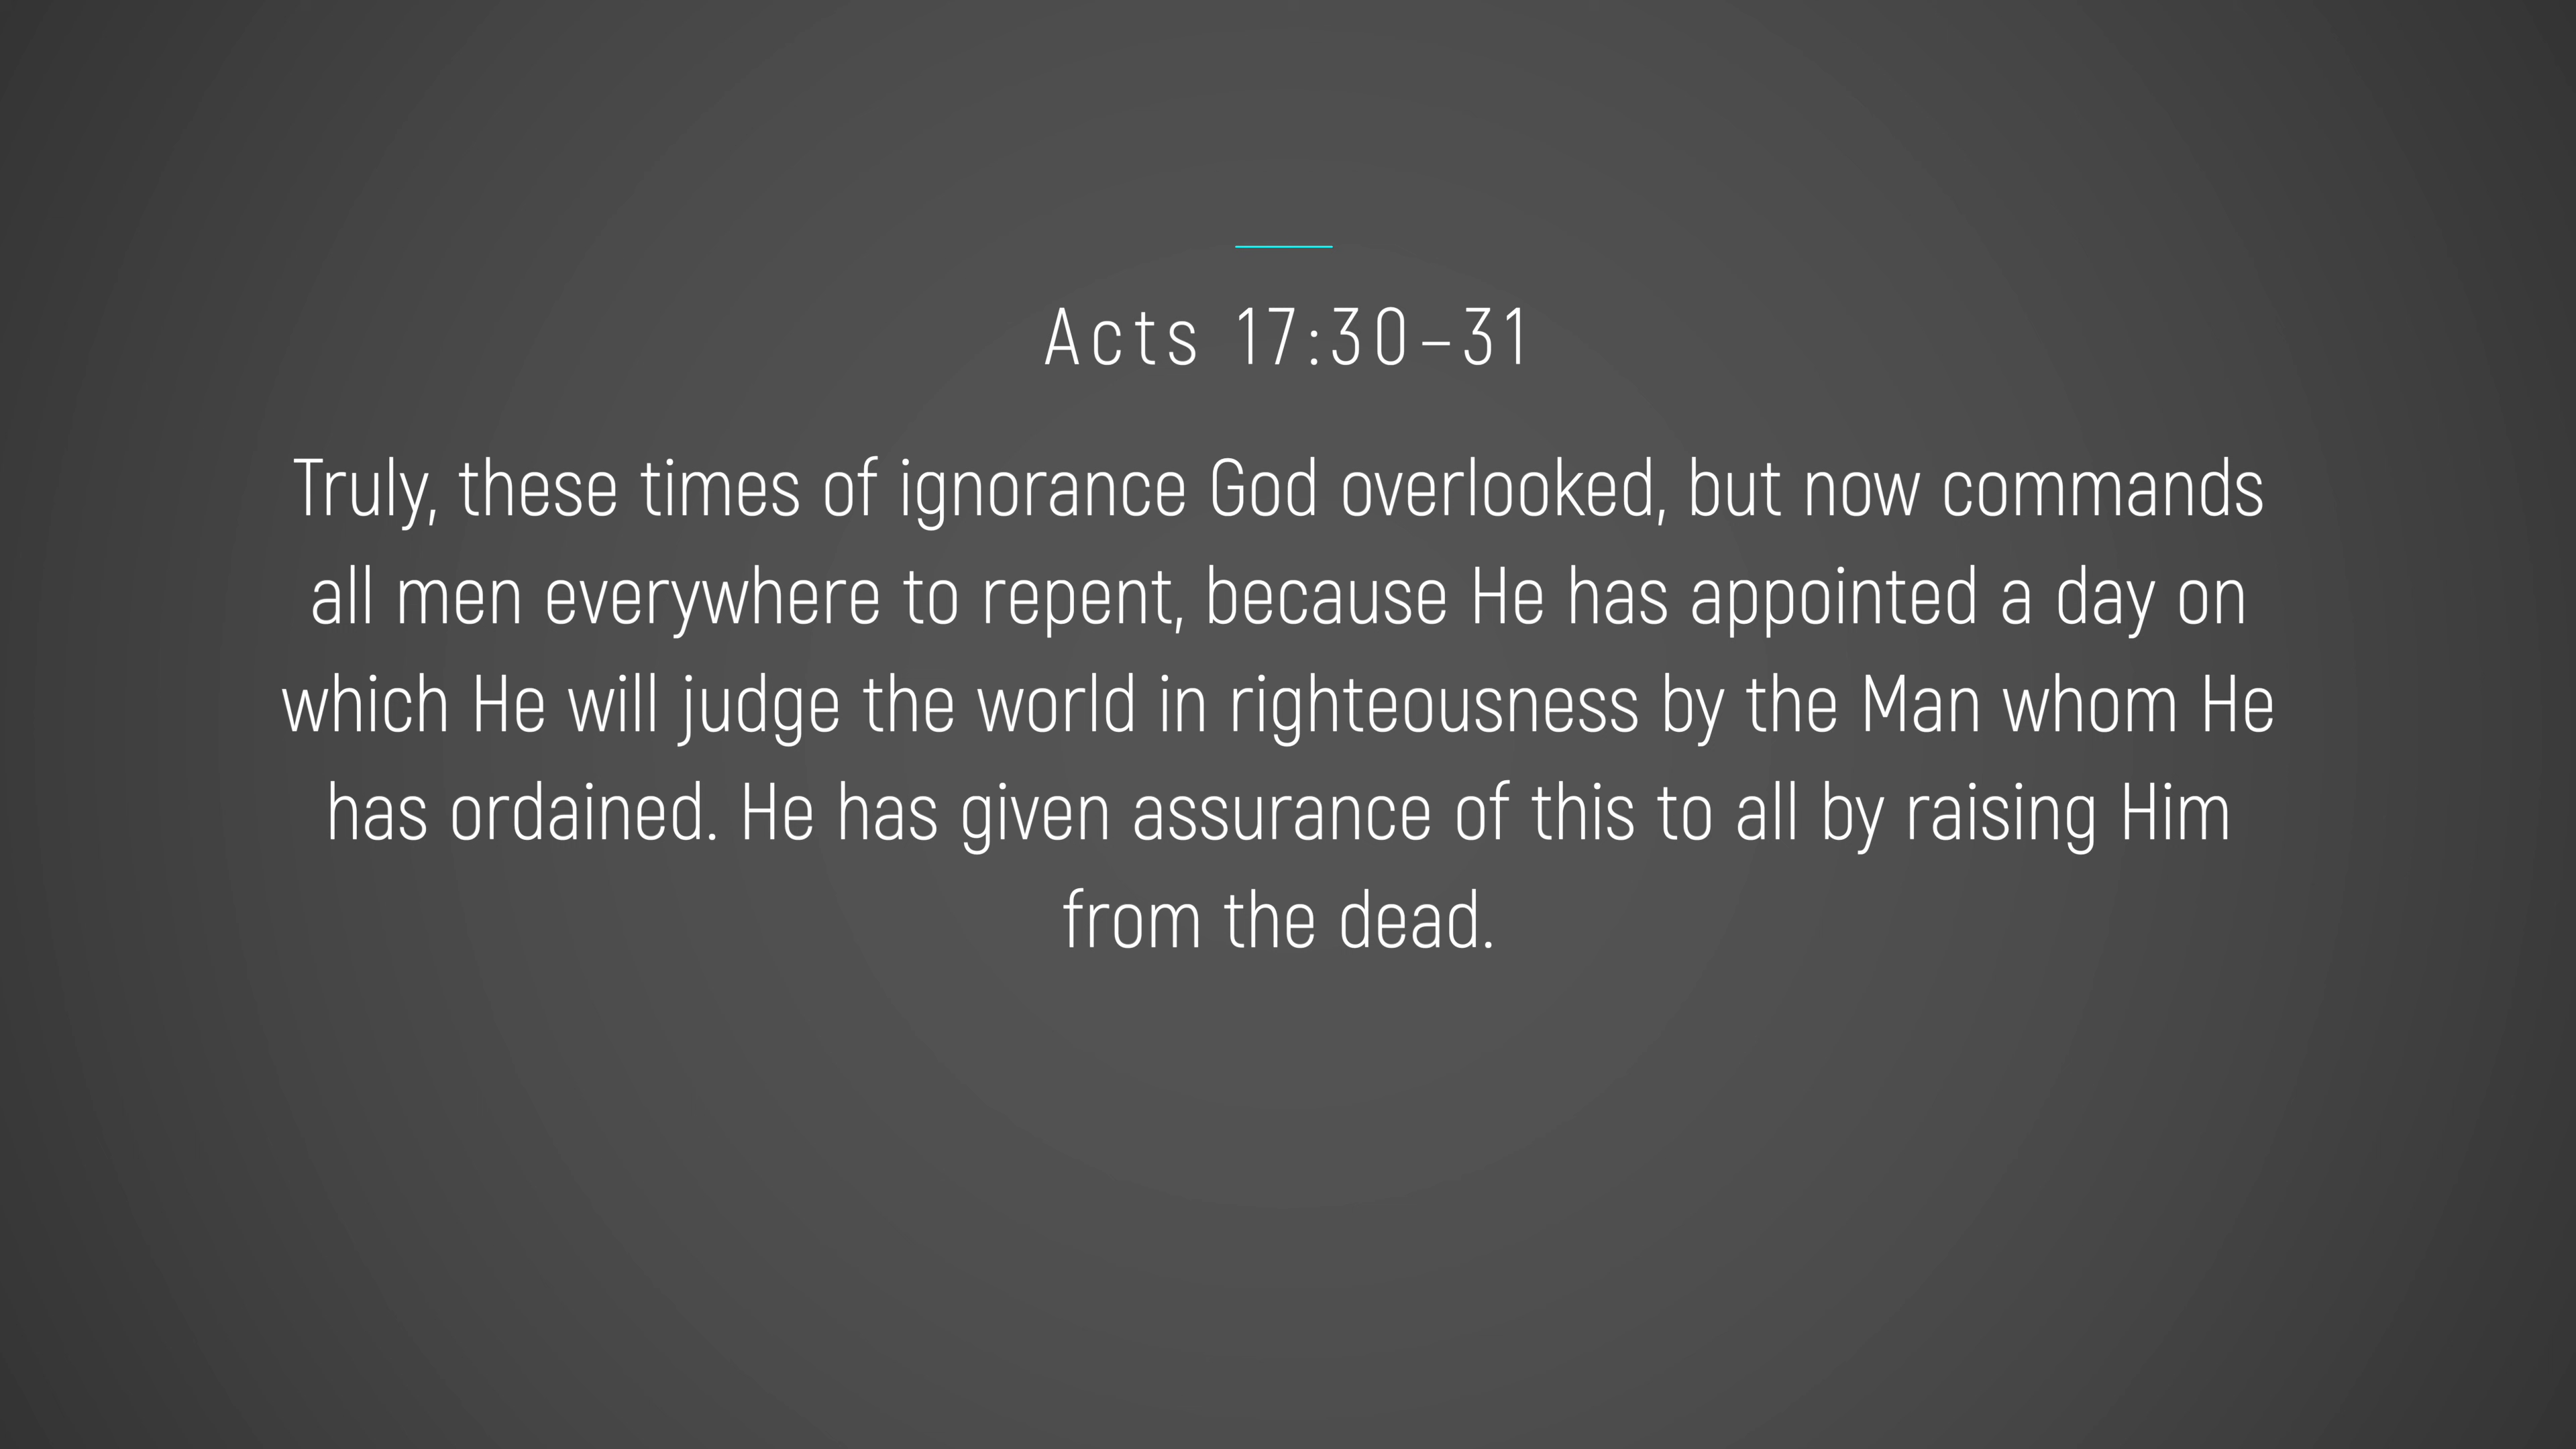 Acts 17:30–31
Truly, these times of ignorance God overlooked, but now commands
all men everywhere to repent, because He has appointed a day on
which He will judge the world in righteousness by the Man whom He
has ordained. He has given assurance of this to all by raising Him
from the dead.